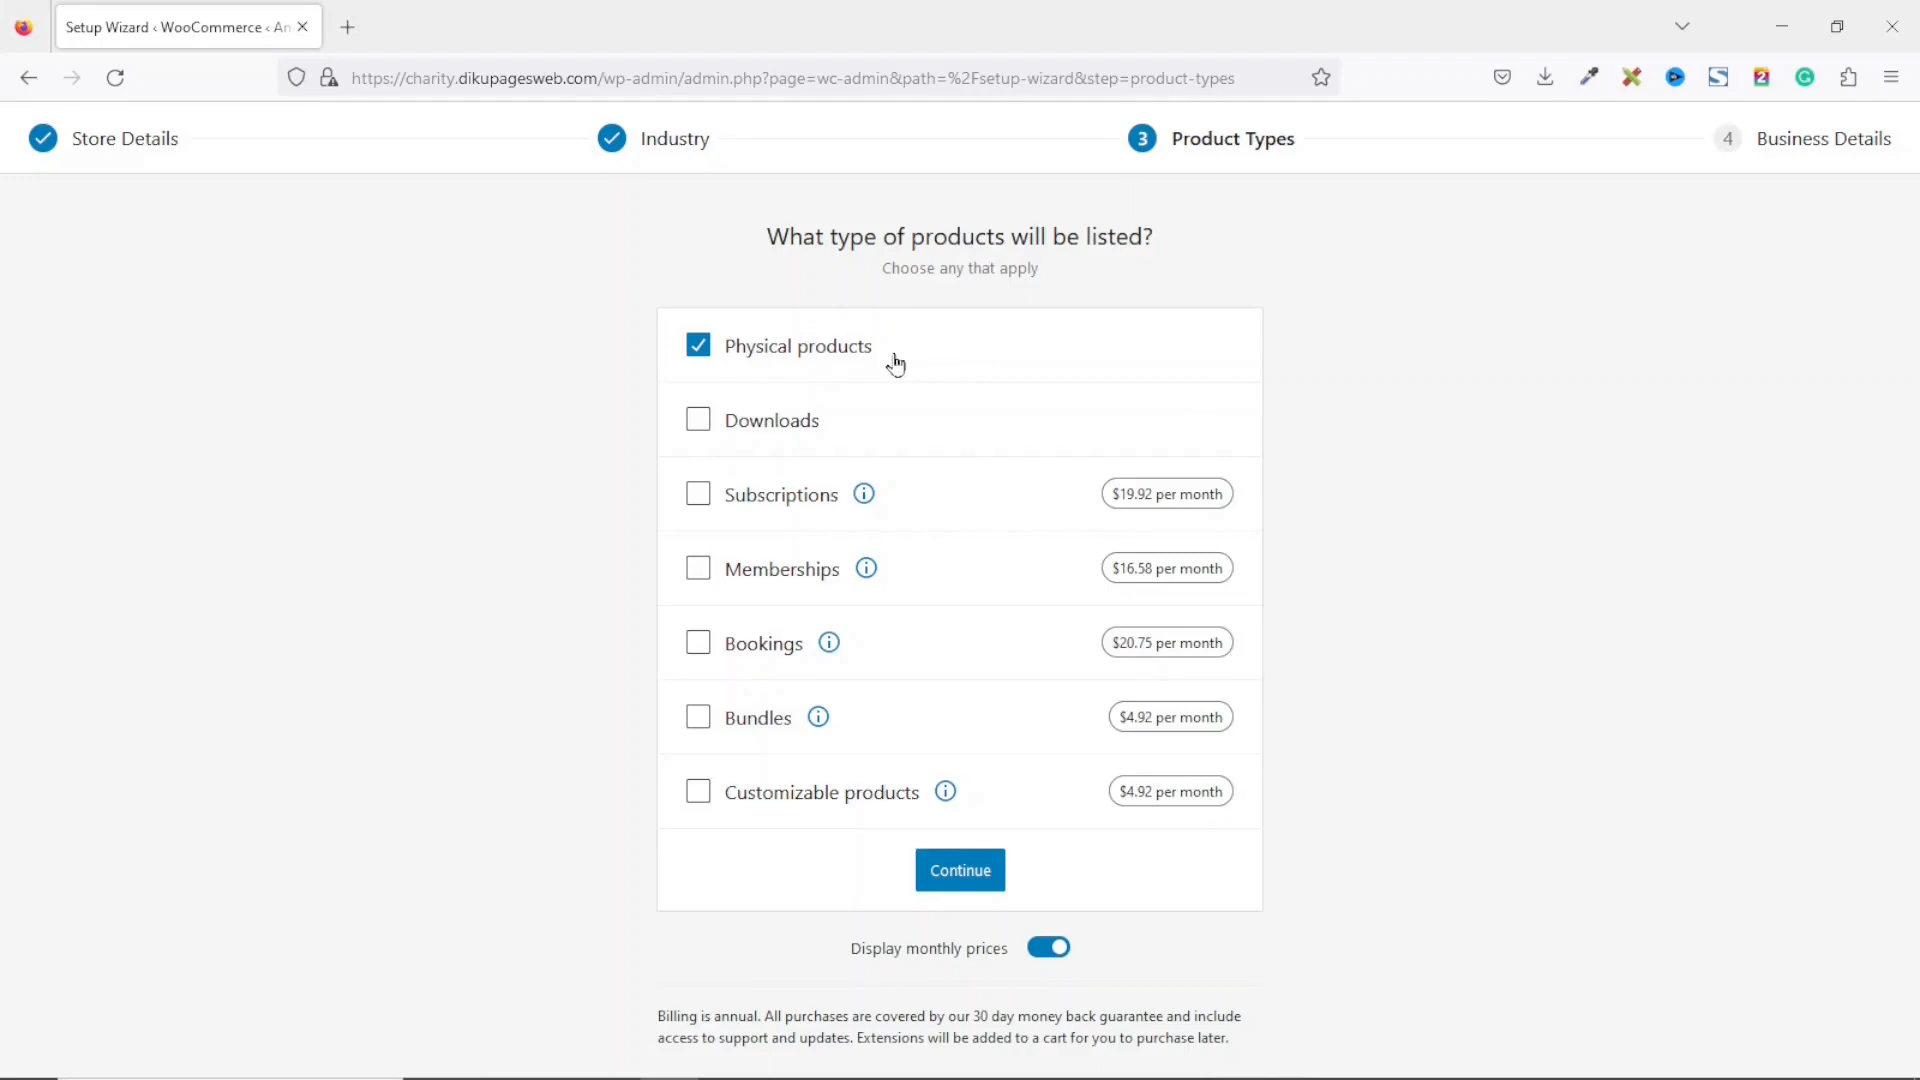 Setup Wizard ‹ WooCommerce ‹ An
https://charity.dikupagesweb.com/wp-admin/admin.php?page=wc-admin&path=%2Fsetup-wizard&step=product-types
Store Details
Industry
3 Product Types
4 Business Details
What type of products will be listed?
Choose any that apply
Physical products
Downloads
Subscriptions $19.92 per month
Memberships $16.58 per month
Bookings $20.75 per month
Bundles $4.92 per month
Customizable products $4.92 per month
Continue
Display monthly prices
Billing is annual. All purchases are covered by our 30 day money back guarantee and include
access to support and updates. Extensions will be added to a cart for you to purchase later.